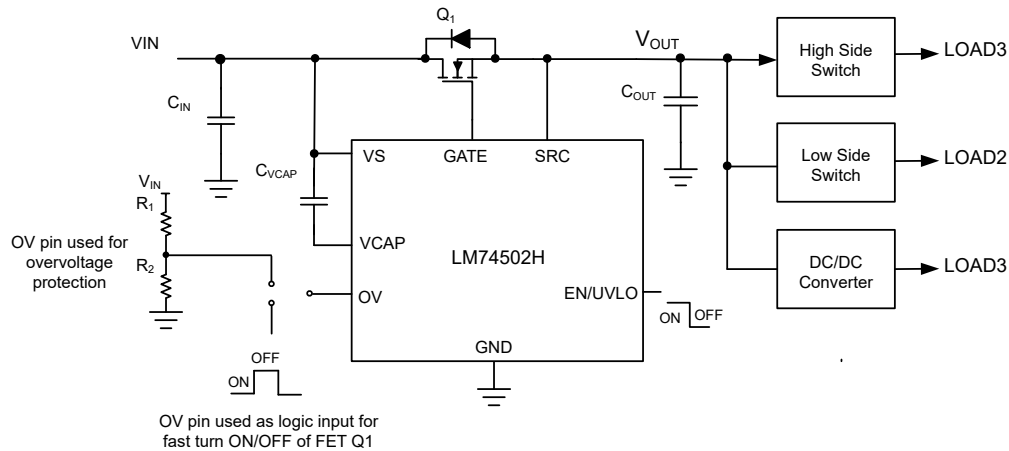 Q1
VIN
VOUT
High Side
Switch
LOAD3
CIN
COUT
VS
GATE
SRC
CVCAP
Low Side
Switch
LOAD2
VIN
R1
OV pin used for
overvoltage
protection
R2
VCAP
LM74502H
DC/DC
Converter
LOAD3
OV
EN/UVLO
ON
OFF
GND
OFF
ON
OV pin used as logic input for
fast turn ON/OFF of FET Q1